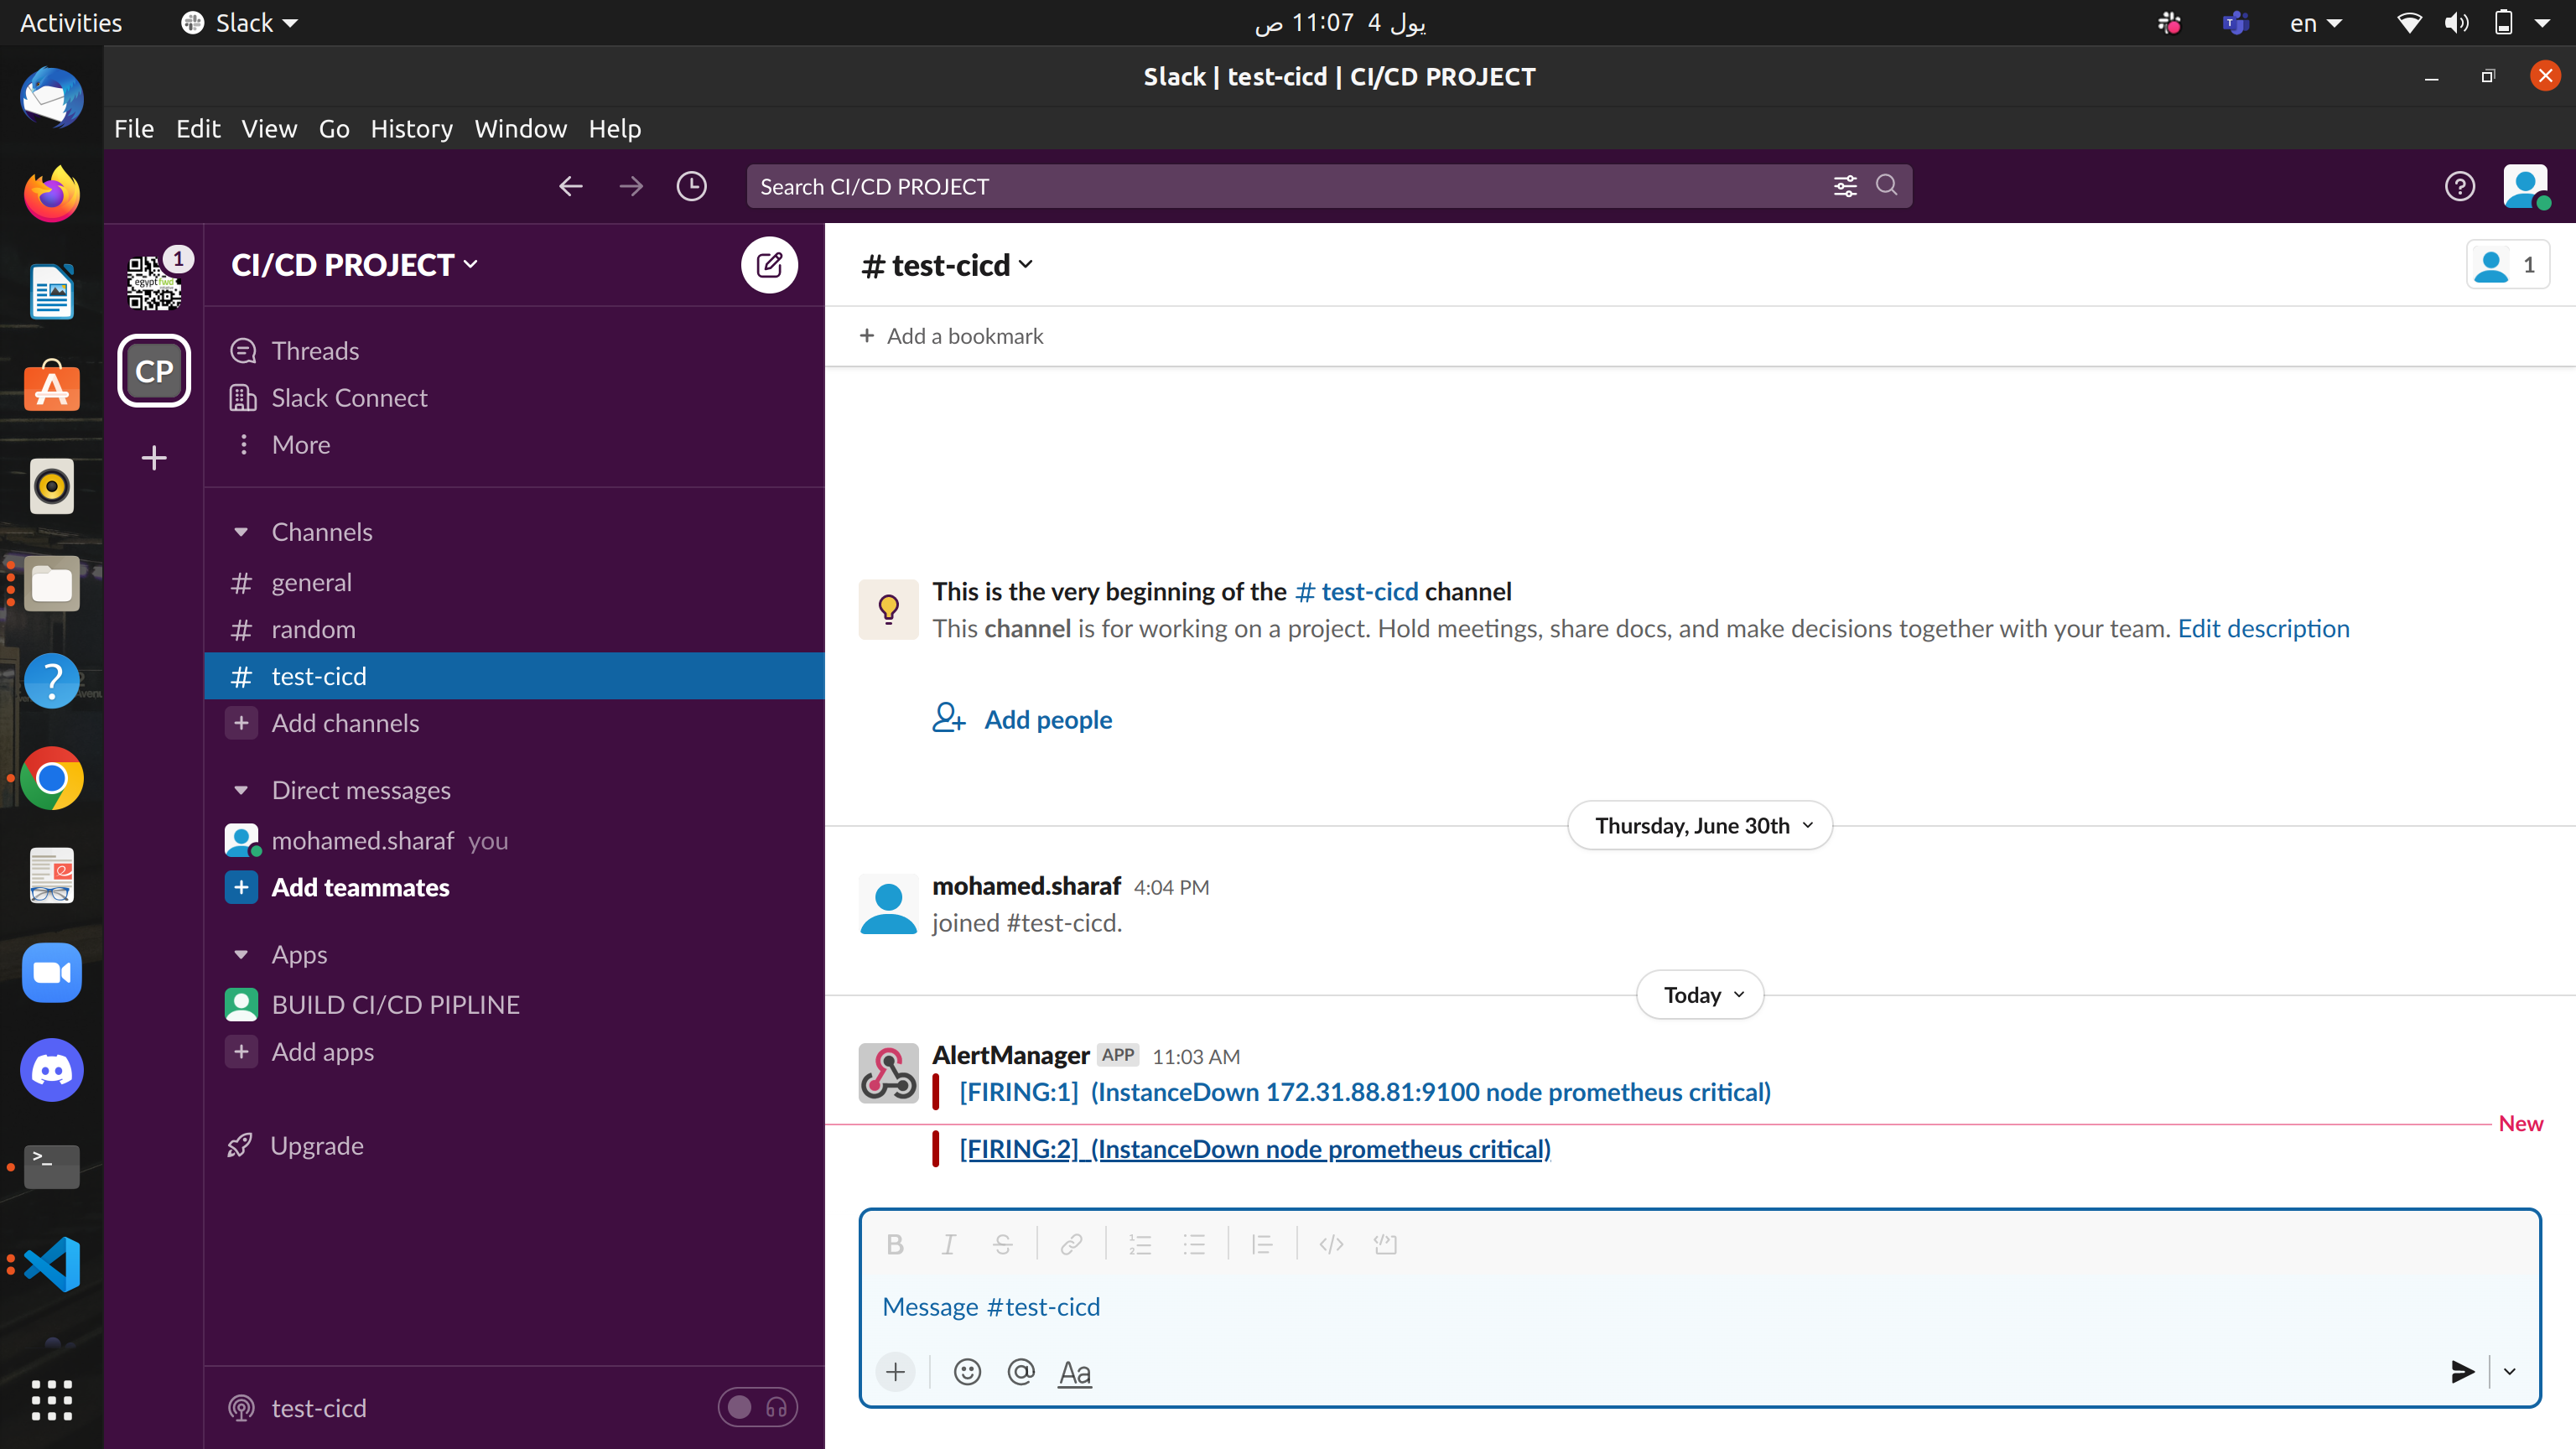 Activities
Slack
يول 4 11:07 ص
en
Slack | test-cicd | CI/CD PROJECT
File Edit View Go History Window Help
Search CI/CD PROJECT
1
egyptfwd
CP
CI/CD PROJECT
Threads
Slack Connect
More
Channels
# general
# random
# test-cicd
+ Add channels
Direct messages
mohamed.sharaf you
+ Add teammates
Apps
BUILD CI/CD PIPLINE
+ Add apps
Upgrade
test-cicd
# test-cicd
1
+ Add a bookmark
This is the very beginning of the # test-cicd channel
This channel is for working on a project. Hold meetings, share docs, and make decisions together with your team. Edit description
Add people
Thursday, June 30th
mohamed.sharaf 4:04 PM
joined #test-cicd.
Today
AlertManager APP 11:03 AM
[FIRING:1] (InstanceDown 172.31.88.81:9100 node prometheus critical)
New
[FIRING:2] (InstanceDown node prometheus critical)
Message #test-cicd
Aa